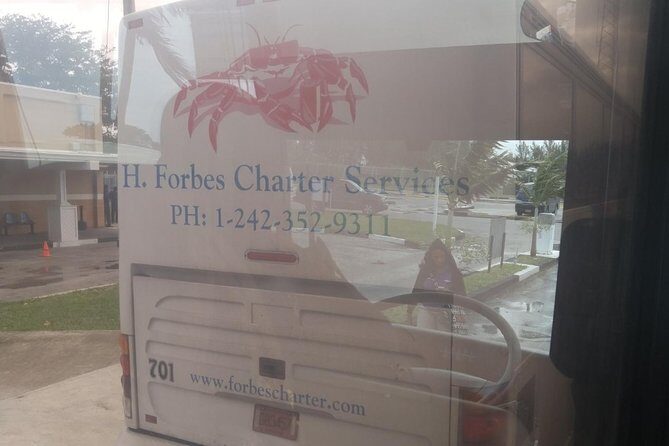 H. Forbes Charter Services
PH: 1-242-352-9311
701
www.forbescharter.com